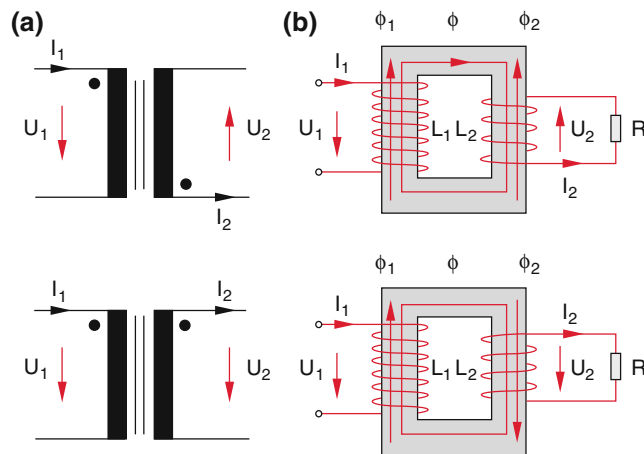 (a) (b) ϕ₁ ϕ ϕ₂
I₁ I₁
U₁ U₂ U₁ L₁ L₂ U₂ R
I₂ I₂
ϕ₁ ϕ ϕ₂
I₁ I₂ I₁ I₂
U₁ U₂ U₁ L₁ L₂ U₂ R